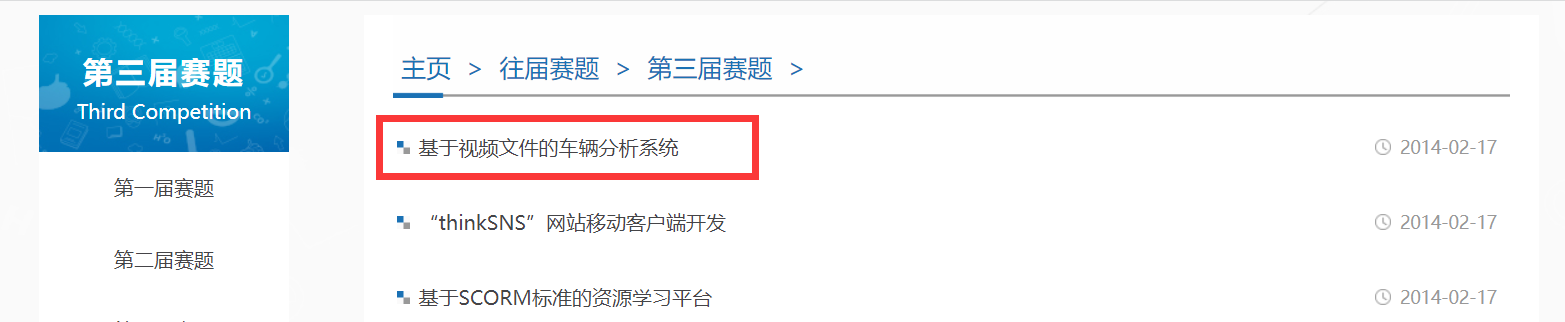 第三届赛题
Third Competition
第一届赛题
第二届赛题
主页 > 往届赛题 > 第三届赛题 >
基于视频文件的车辆分析系统 2014-02-17
“thinkSNS”网站移动客户端开发 2014-02-17
基于SCORM标准的资源学习平台 2014-02-17